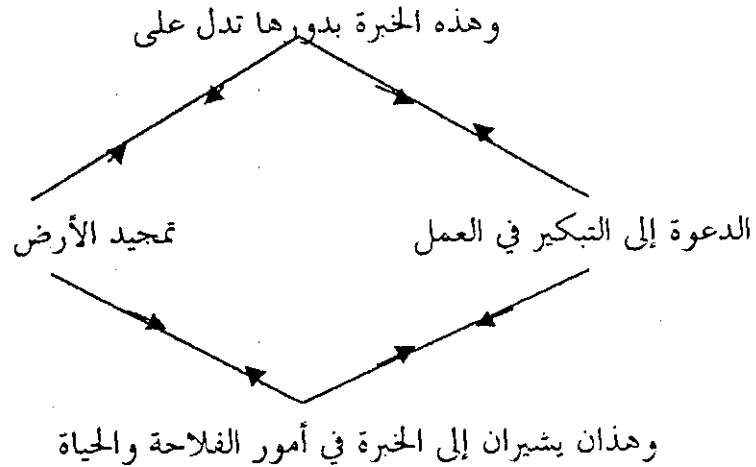 وهذه الخبرة بدورها تدل على
الدعوة إلى التبكير في العمل
تمجيد الأرض
وهذان يشيران إلى الخبرة في أمور الفلاحة والحياة